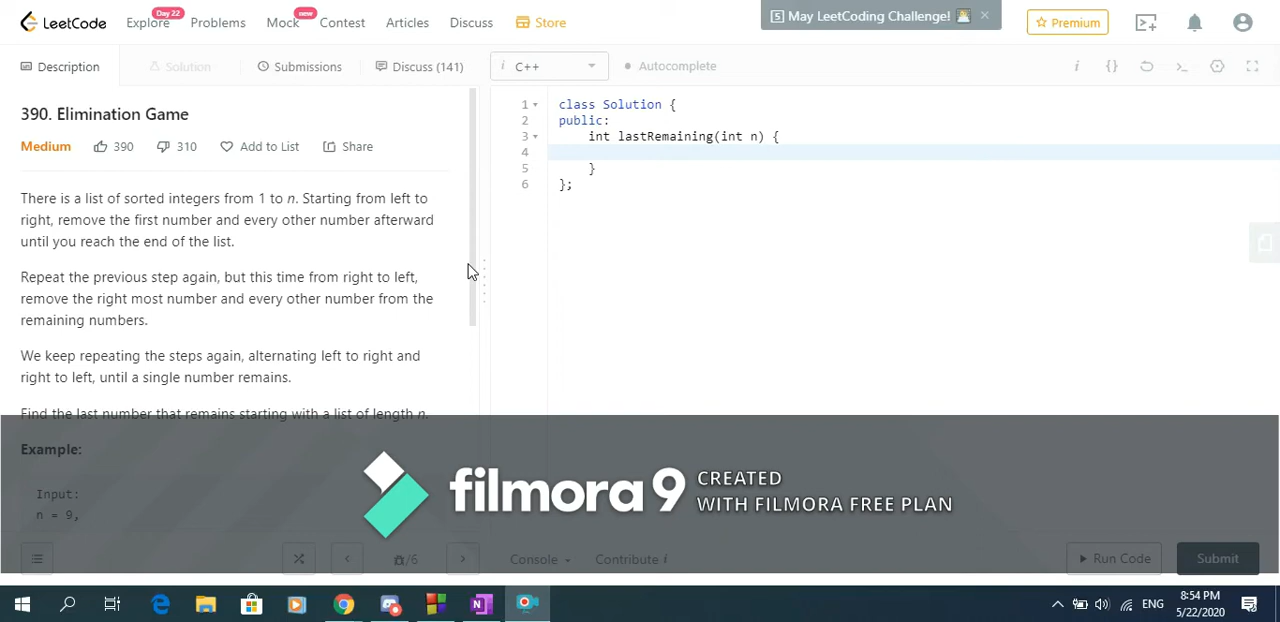 LeetCode
Day 22
Explore
Problems
new
Mock
Contest
Articles
Discuss
Store
[5] May LeetCoding Challenge!
Premium
Description
Solution
Submissions
Discuss (141)
i C++
Autocomplete
i
{}
390. Elimination Game
Medium
390
310
Add to List
Share
There is a list of sorted integers from 1 to n. Starting from left to
right, remove the first number and every other number afterward
until you reach the end of the list.
Repeat the previous step again, but this time from right to left,
remove the right most number and every other number from the
remaining numbers.
We keep repeating the steps again, alternating left to right and
right to left, until a single number remains.
Find the last number that remains starting with a list of length n.
Example:
Input:
n = 9,
1 class Solution {
2 public:
3 int lastRemaining(int n) {
4
5 }
6 };
filmora9
CREATED
WITH FILMORA FREE PLAN
/6
Console
Contribute i
Run Code
Submit
ENG
8:54 PM
5/22/2020